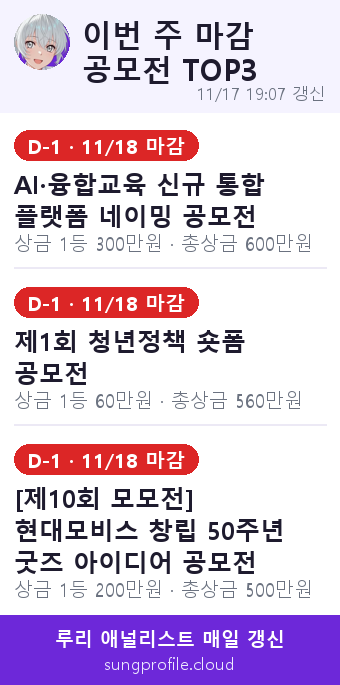 이번 주 마감
공모전 TOP3
11/17 19:07 갱신
D-1 · 11/18 마감
AI·융합교육 신규 통합
플랫폼 네이밍 공모전
상금 1등 300만원 · 총상금 600만원
D-1 · 11/18 마감
제1회 청년정책 숏폼
공모전
상금 1등 60만원 · 총상금 560만원
D-1 · 11/18 마감
[제10회 모모전]
현대모비스 창립 50주년
굿즈 아이디어 공모전
상금 1등 200만원 · 총상금 500만원
루리 애널리스트 매일 갱신
sungprofile.cloud